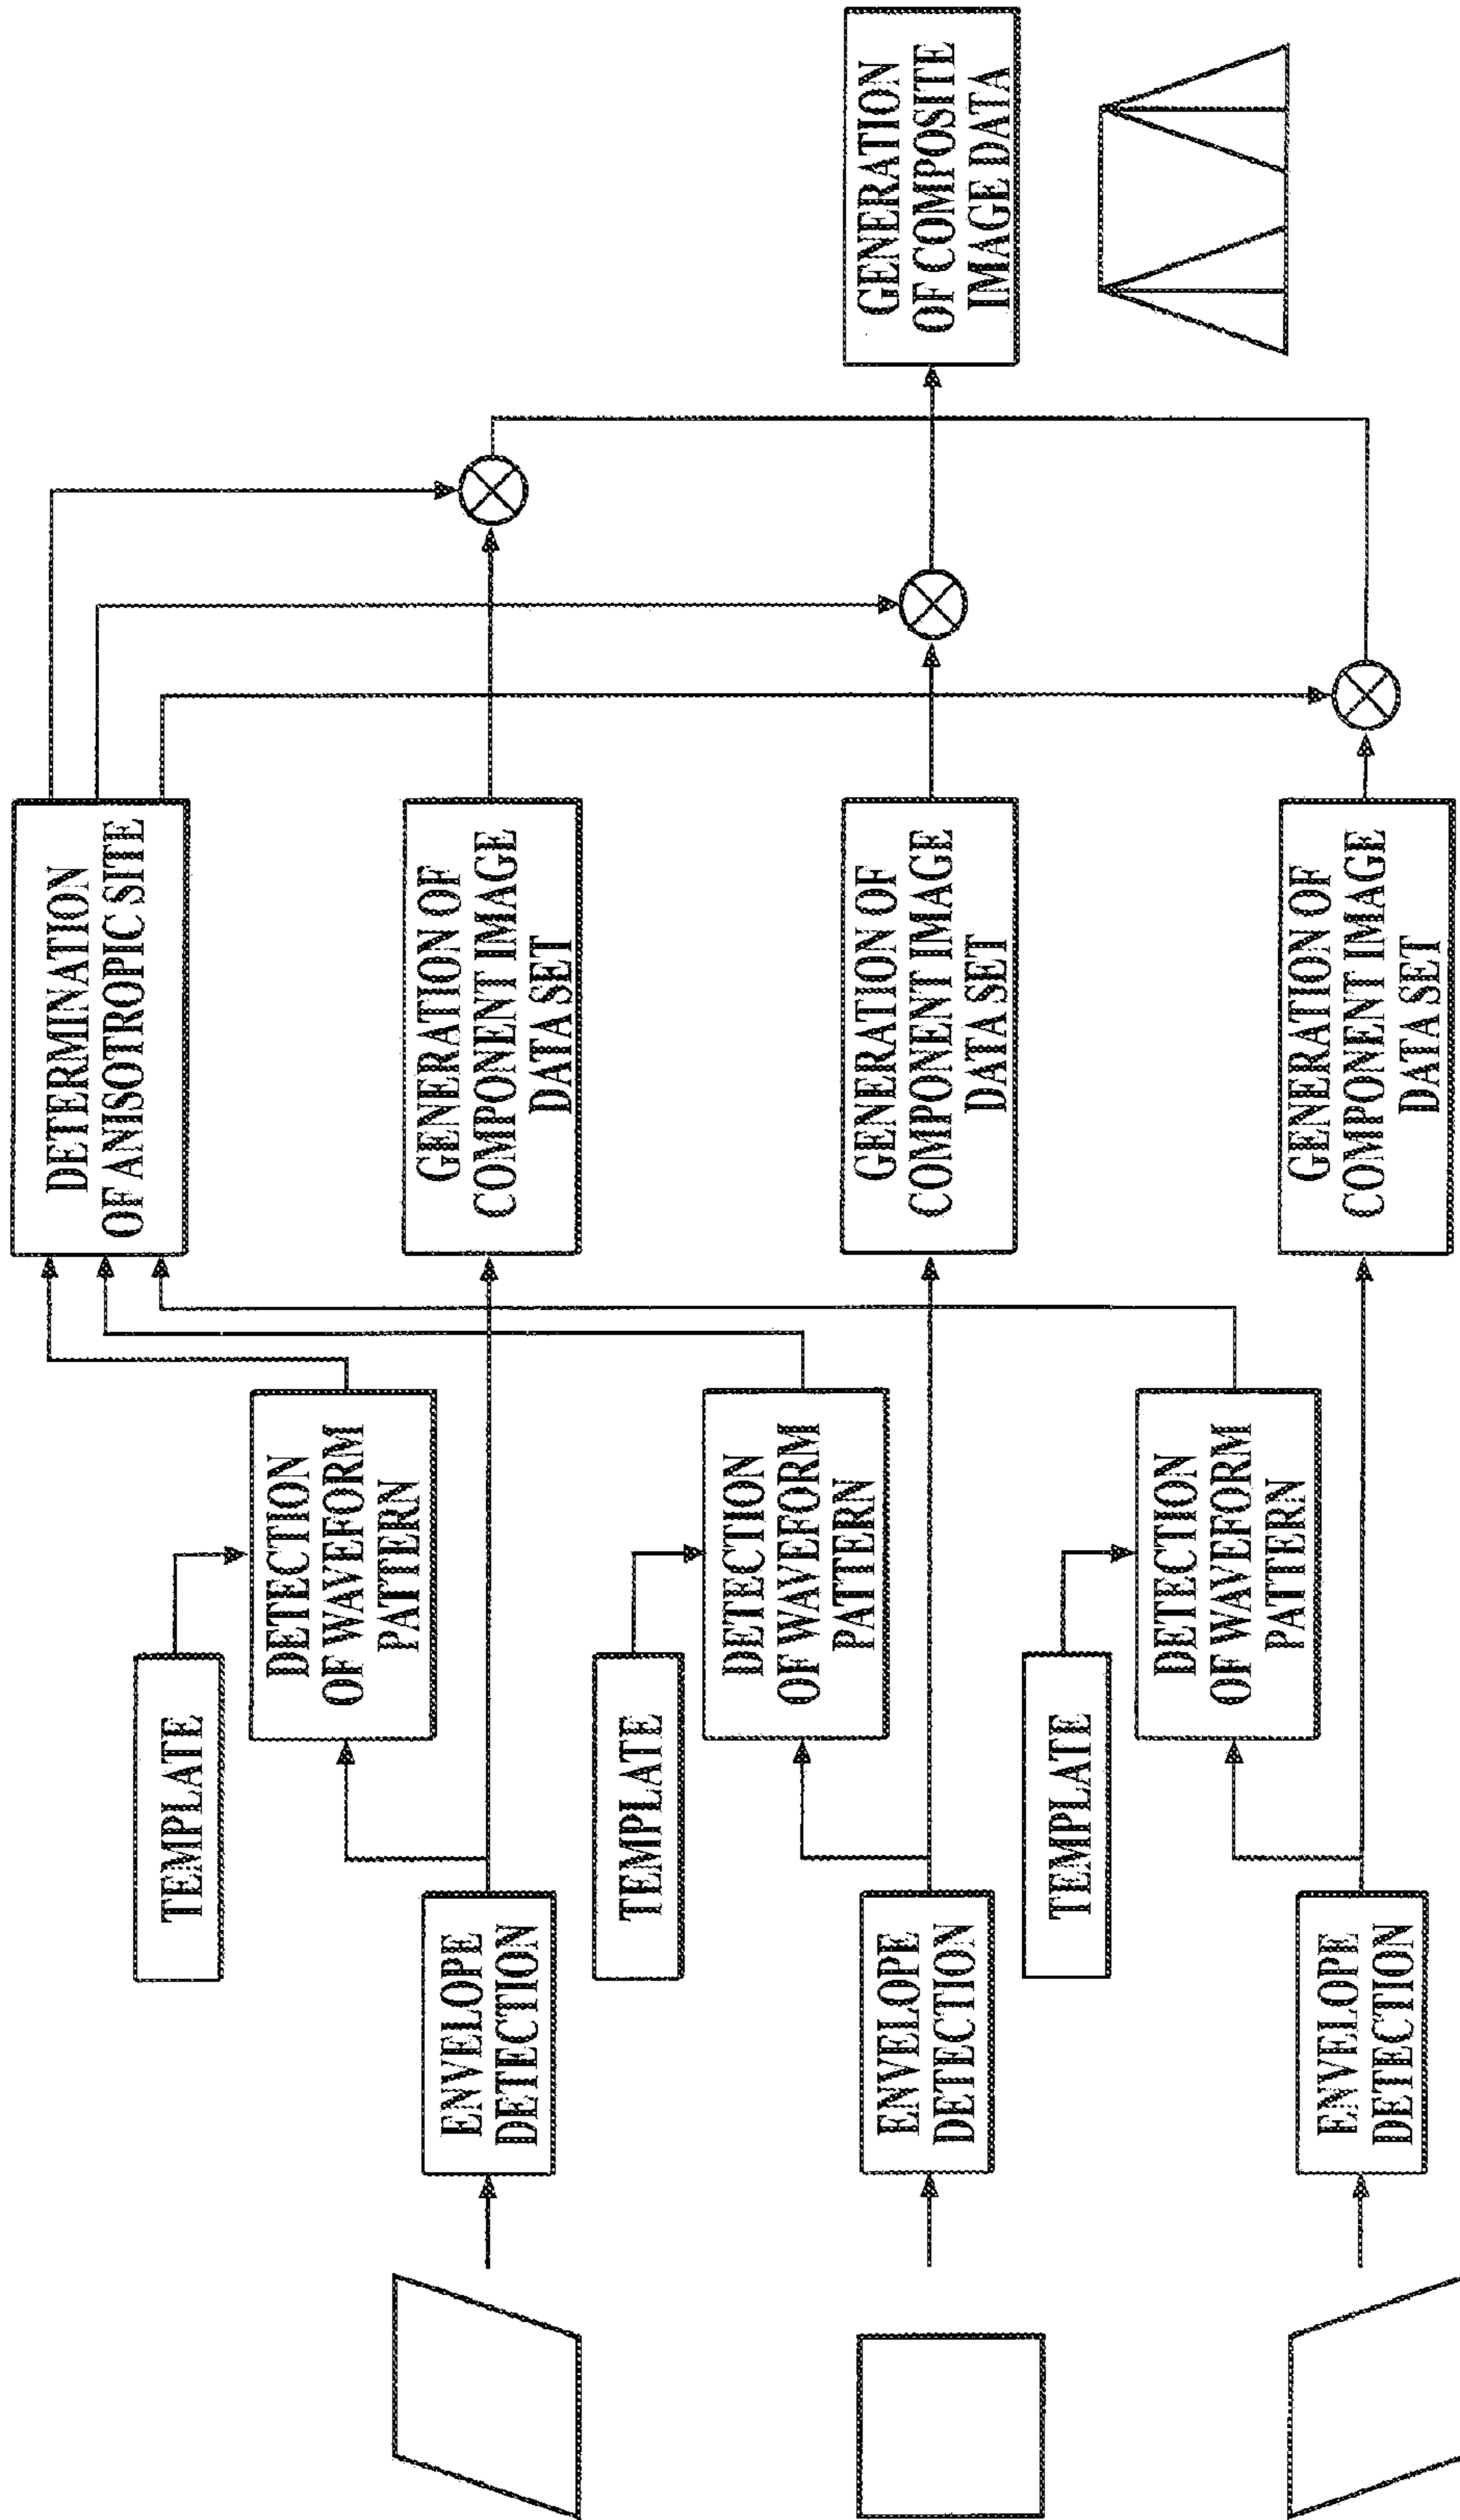 DETERMINATION
OF ANISOTROPIC SITE
TEMPLATE
DETECTION
OF WAVEFORM
PATTERN
ENVELOPE
DETECTION
GENERATION OF
COMPONENT IMAGE
DATA SET
TEMPLATE
DETECTION
OF WAVEFORM
PATTERN
ENVELOPE
DETECTION
GENERATION OF
COMPONENT IMAGE
DATA SET
GENERATION
OF COMPOSITE
IMAGE DATA
TEMPLATE
DETECTION
OF WAVEFORM
PATTERN
ENVELOPE
DETECTION
GENERATION OF
COMPONENT IMAGE
DATA SET